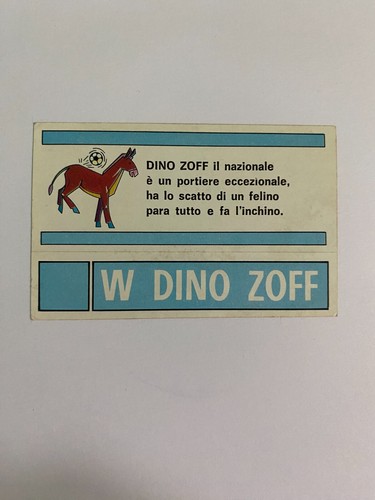 DINO ZOFF il nazionale
è un portiere eccezionale,
ha lo scatto di un felino
para tutto e fa l'inchino.
W DINO ZOFF